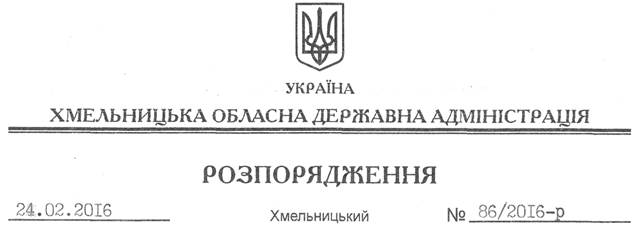 УКРАЇНА
ХМЕЛЬНИЦЬКА ОБЛАСНА ДЕРЖАВНА АДМІНІСТРАЦІЯ
РОЗПОРЯДЖЕННЯ
24.02.2016 Хмельницький № 86/2016-р